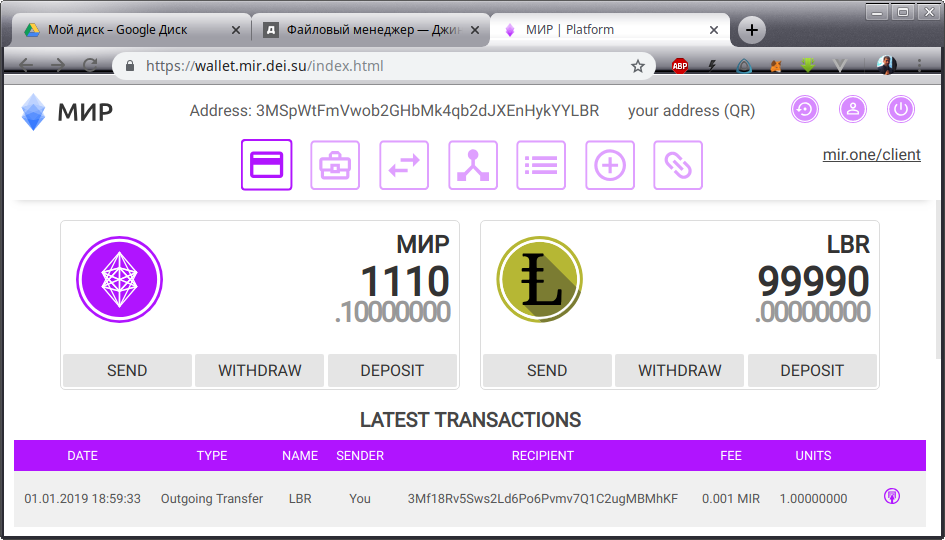 Мой диск – Google Диск
Файловый менеджер — Джи
МИР | Platform
https://wallet.mir.dei.su/index.html
ABP
МИР
Address: 3MSpWtFmVwob2GHbMk4qb2dJXEnHykYYLBR
your address (QR)
mir.one/client
МИР
1110
.10000000
SEND
WITHDRAW
DEPOSIT
LBR
99990
.00000000
SEND
WITHDRAW
DEPOSIT
LATEST TRANSACTIONS
DATE TYPE NAME SENDER RECIPIENT FEE UNITS
01.01.2019 18:59:33 Outgoing Transfer LBR You 3Mf18Rv5Sws2Ld6Po6Pvmv7Q1C2ugMBMhKF 0.001 MIR 1.00000000